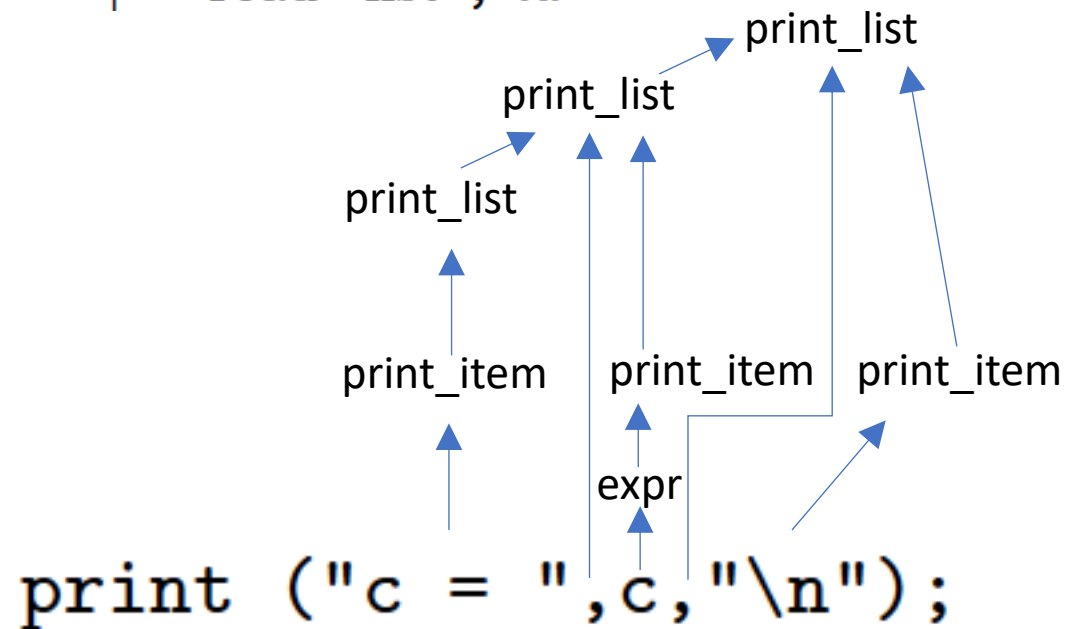 print_list
print_list
print_list
print_item print_item print_item
expr
print ("c = ",c,"\n");